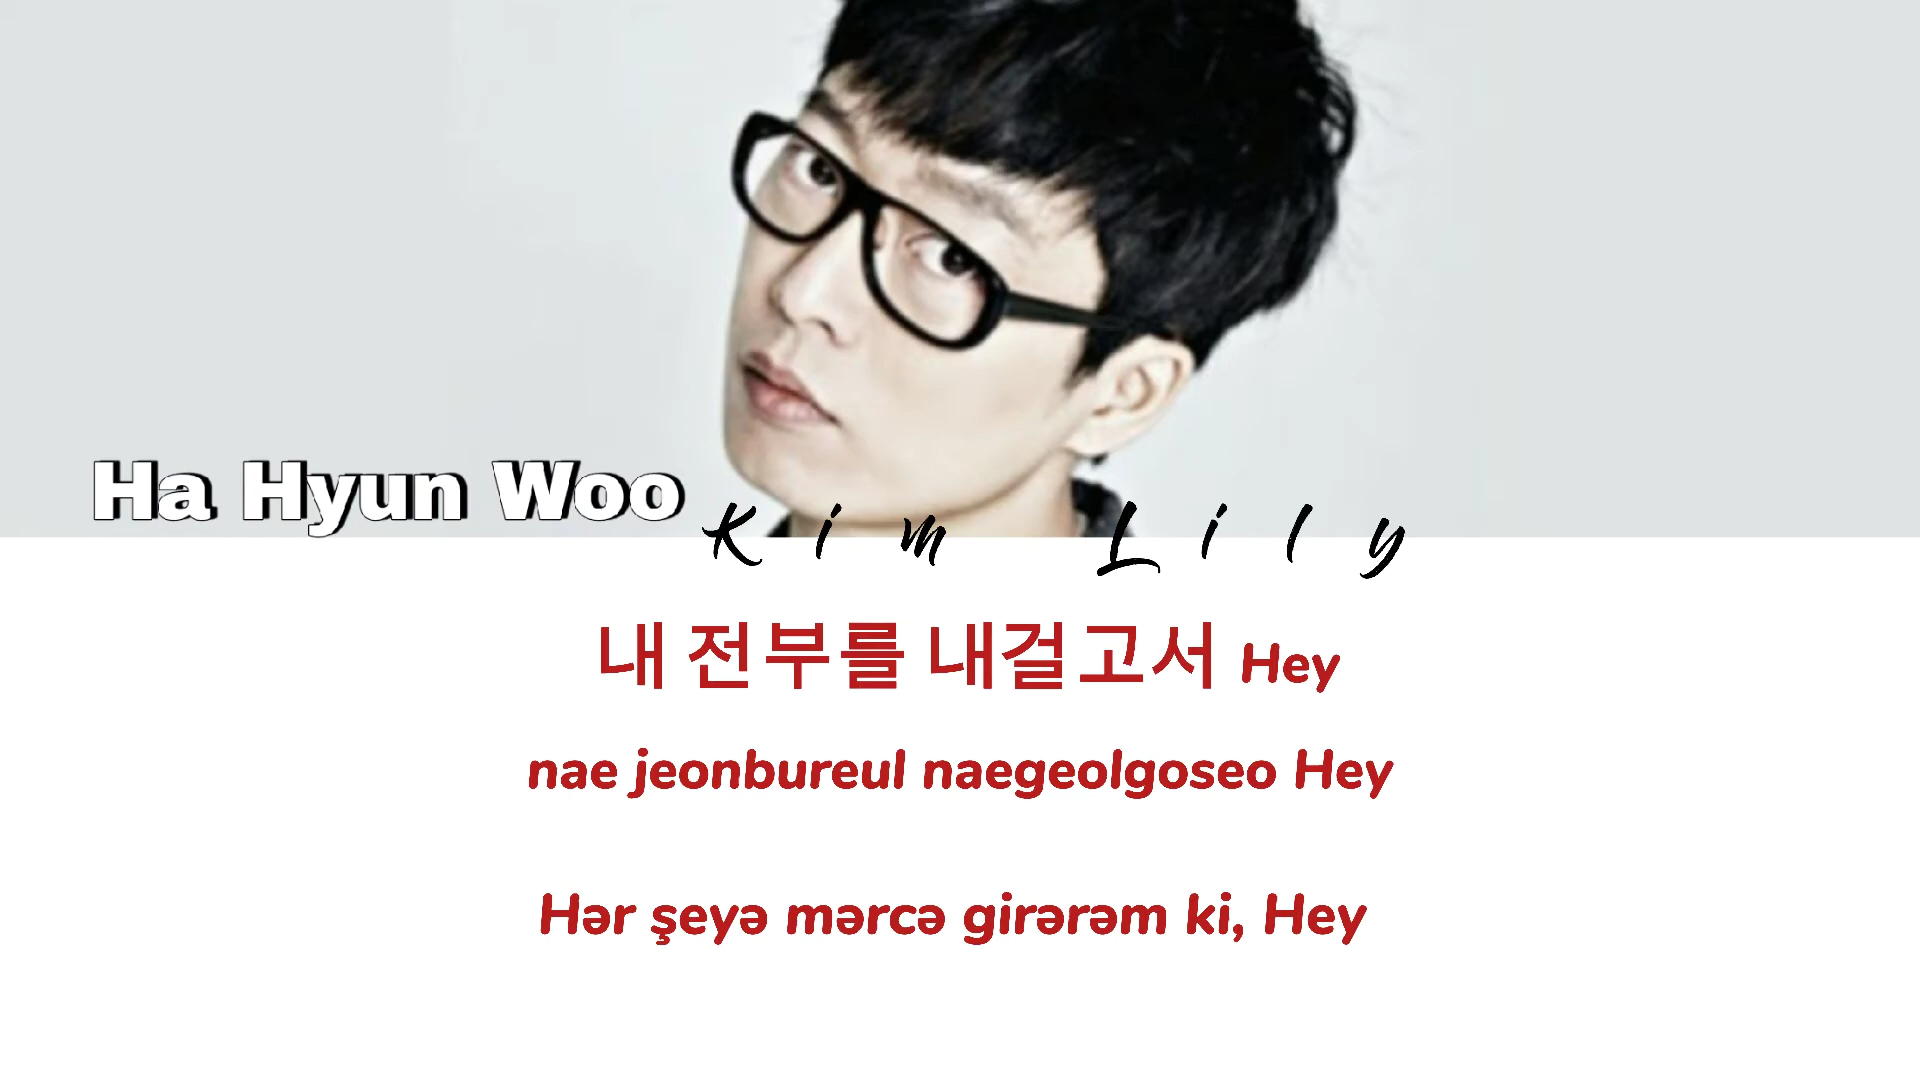 Ha Hyun Woo
Kim Lily
내 전부를 내걸고서 Hey
nae jeonbureul naegeolgoseo Hey
Hər şeyə mərcə girərəm ki, Hey